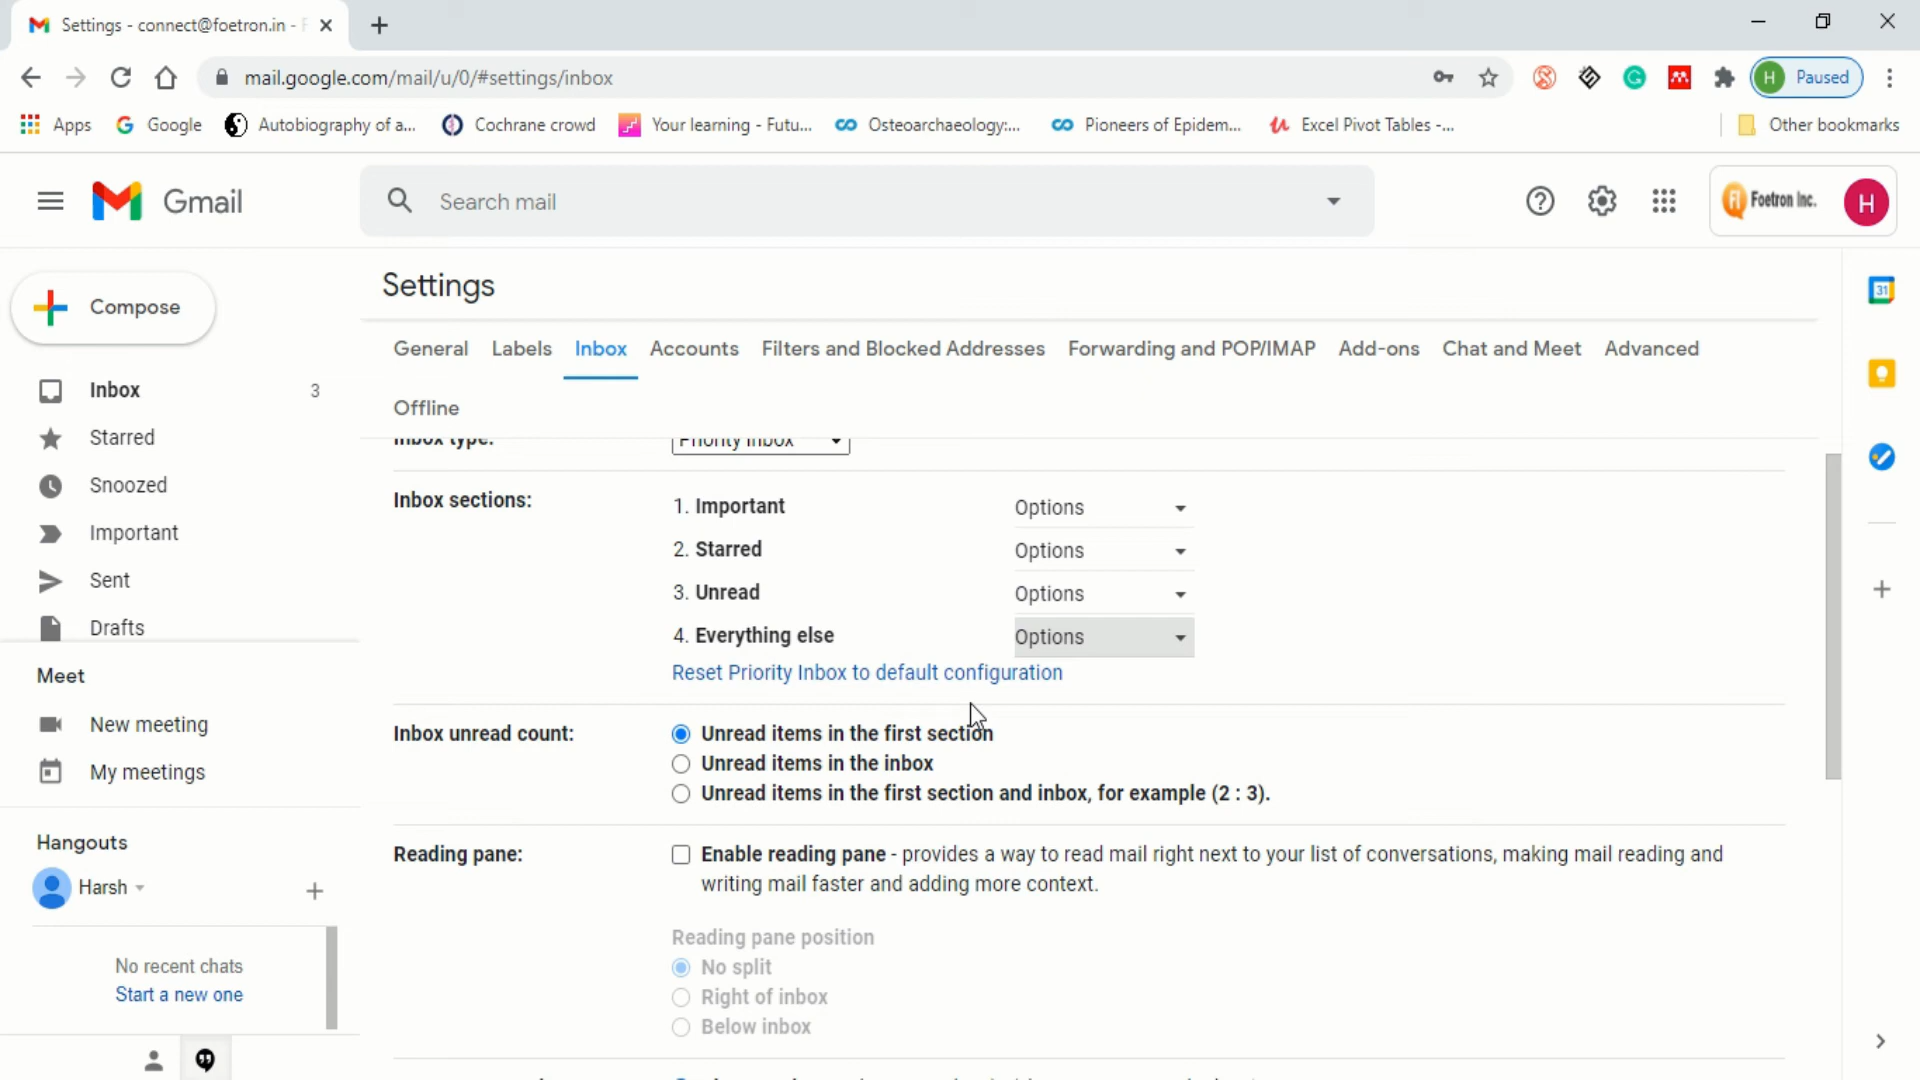 Settings - connect@foetron.in - F
mail.google.com/mail/u/0/#settings/inbox
H Paused
Apps Google Autobiography of a... Cochrane crowd Your learning - Futu... Osteoarchaeology:... Pioneers of Epidem... Excel Pivot Tables -... Other bookmarks
Gmail
Search mail
Foetron Inc.
H
Compose
Inbox 3
Starred
Snoozed
Important
Sent
Drafts
Meet
New meeting
My meetings
Hangouts
Harsh
No recent chats
Start a new one
Settings
General Labels Inbox Accounts Filters and Blocked Addresses Forwarding and POP/IMAP Add-ons Chat and Meet Advanced
Offline
Inbox type: Priority Inbox
Inbox sections: 1. Important Options
2. Starred Options
3. Unread Options
4. Everything else Options
Reset Priority Inbox to default configuration
Inbox unread count: Unread items in the first section
Unread items in the inbox
Unread items in the first section and inbox, for example (2 : 3).
Reading pane: Enable reading pane - provides a way to read mail right next to your list of conversations, making mail reading and
writing mail faster and adding more context.
Reading pane position
No split
Right of inbox
Below inbox
31